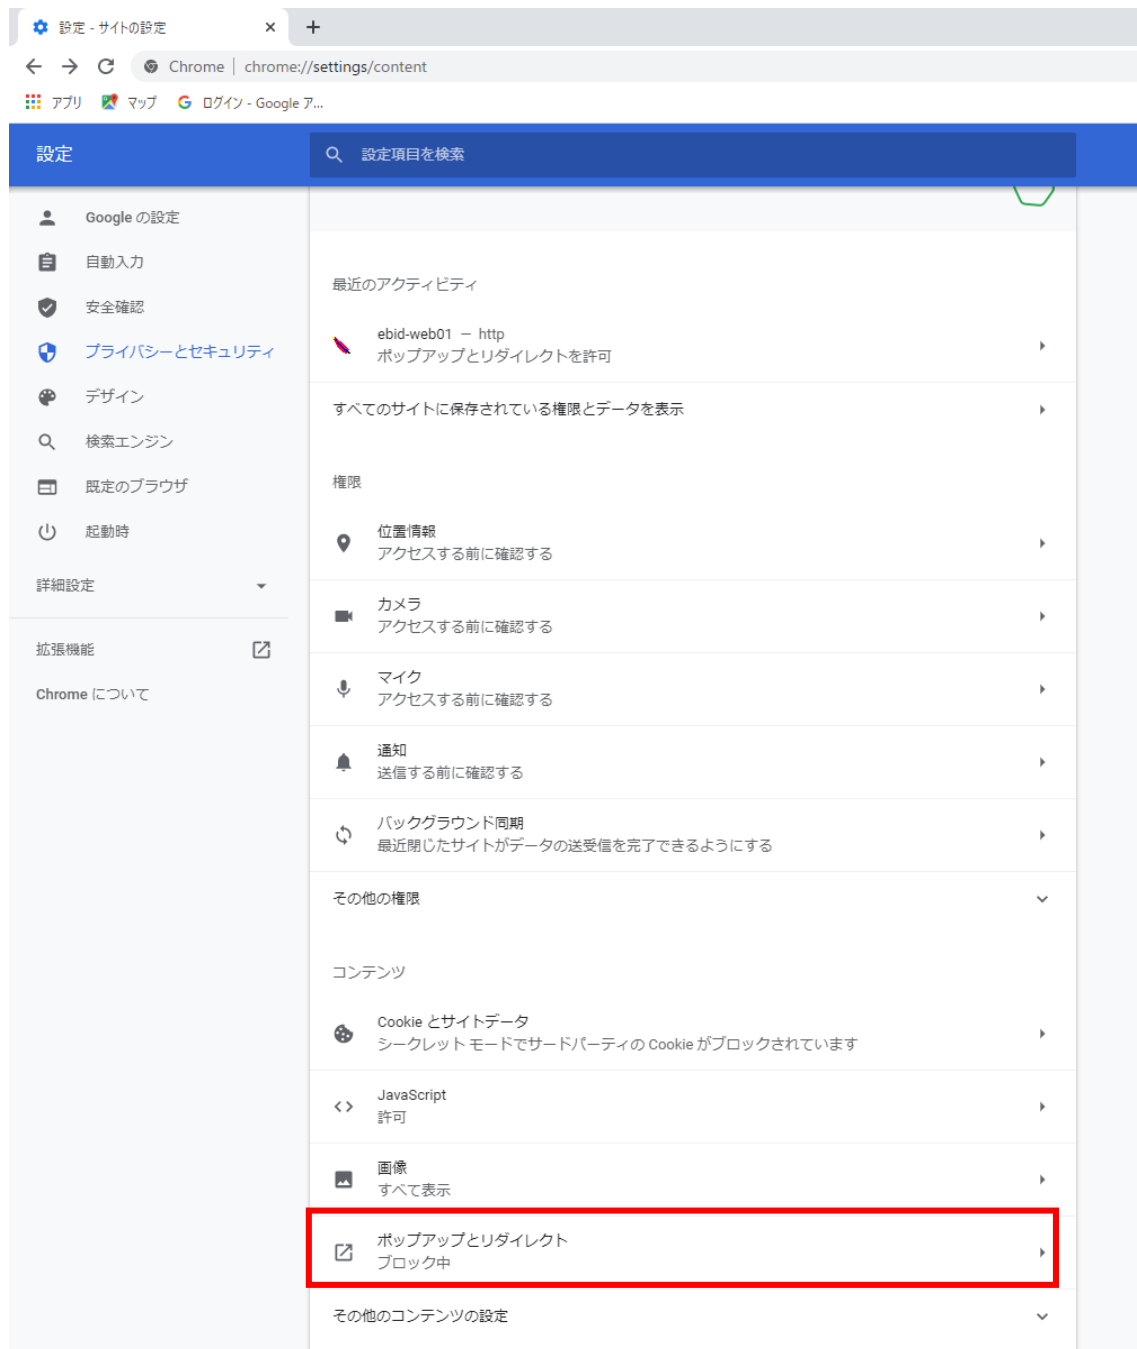 設定 - サイトの設定
Chrome | chrome://settings/content
アプリ マップ ログイン - Google ア...
設定
設定項目を検索
Google の設定
自動入力
安全確認
プライバシーとセキュリティ
デザイン
検索エンジン
既定のブラウザ
起動時
詳細設定
拡張機能
Chrome について
最近のアクティビティ
ebid-web01 – http
ポップアップとリダイレクトを許可
すべてのサイトに保存されている権限とデータを表示
権限
位置情報
アクセスする前に確認する
カメラ
アクセスする前に確認する
マイク
アクセスする前に確認する
通知
送信する前に確認する
バックグラウンド同期
最近閉じたサイトがデータの送受信を完了できるようにする
その他の権限
コンテンツ
Cookie とサイトデータ
シークレット モードでサードパーティの Cookie がブロックされています
JavaScript
許可
画像
すべて表示
ポップアップとリダイレクト
ブロック中
その他のコンテンツの設定